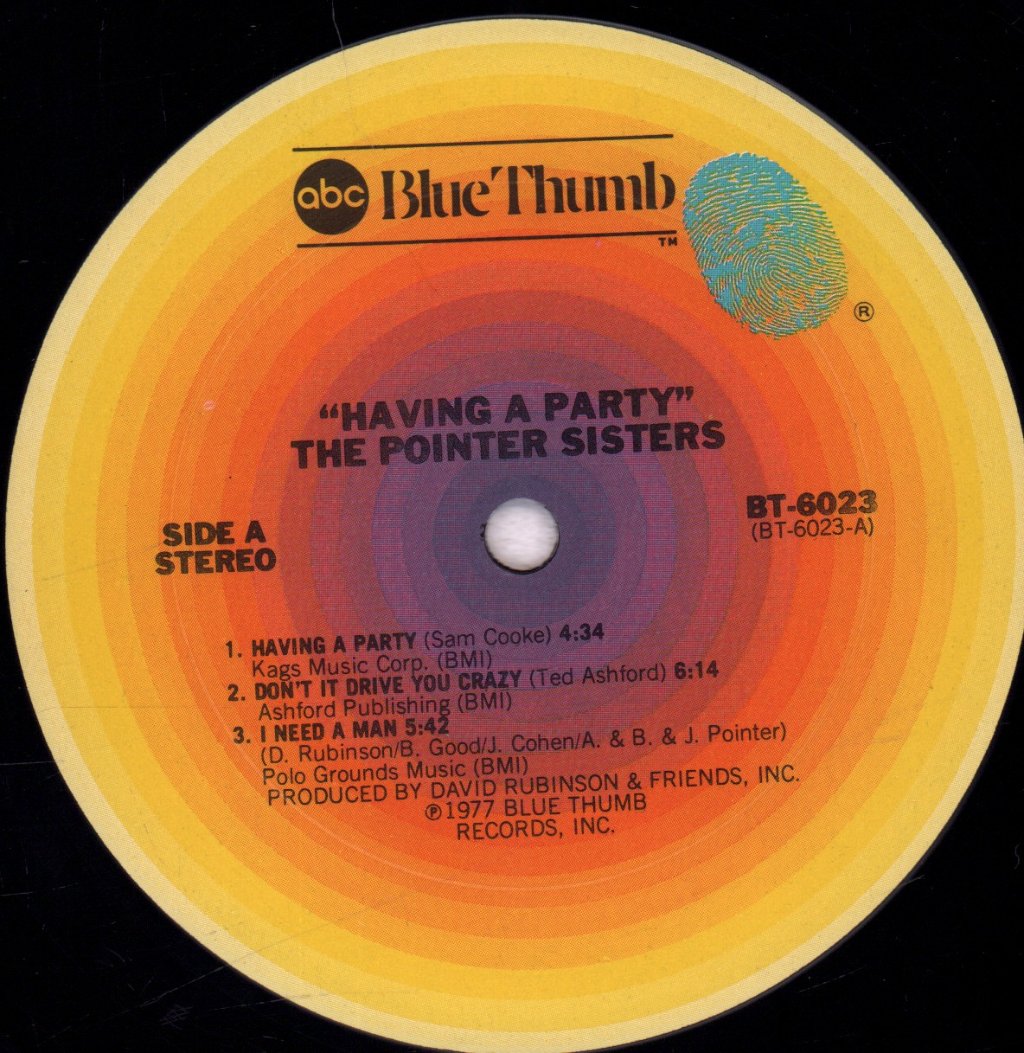 abc Blue Thumb
TM
®
"HAVING A PARTY"
THE POINTER SISTERS
SIDE A
STEREO
BT-6023
(BT-6023-A)
1. HAVING A PARTY (Sam Cooke) 4:34
Kags Music Corp. (BMI)
2. DON'T IT DRIVE YOU CRAZY (Ted Ashford) 6:14
Ashford Publishing (BMI)
3. I NEED A MAN 5:42
(D. Rubinson/B. Good/J. Cohen/A. & B. & J. Pointer)
Polo Grounds Music (BMI)
PRODUCED BY DAVID RUBINSON & FRIENDS, INC.
℗1977 BLUE THUMB
RECORDS, INC.